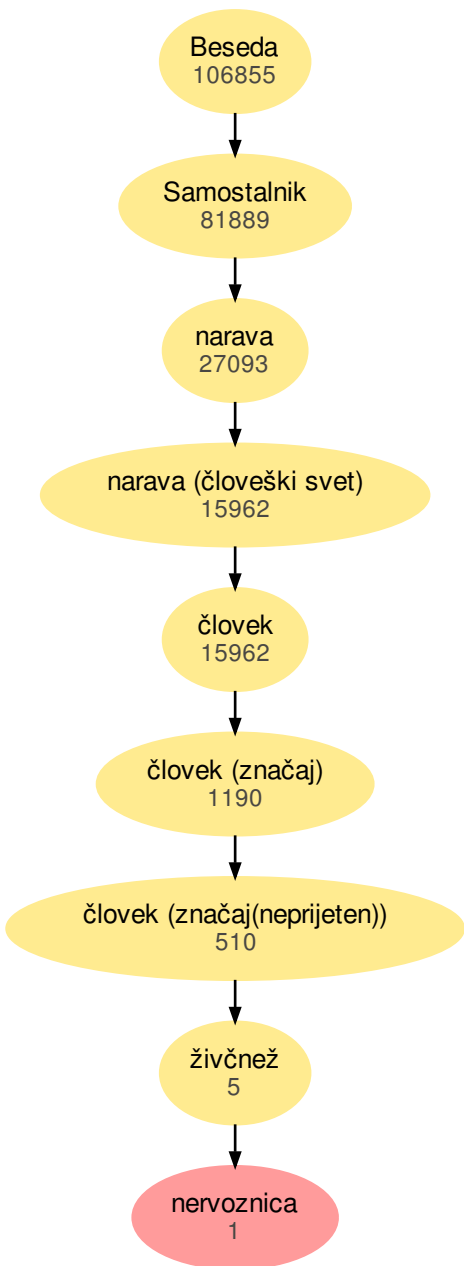 Beseda
106855
Samostalnik
81889
narava
27093
narava (človeški svet)
15962
človek
15962
človek (značaj)
1190
človek (značaj(neprijeten))
510
živčnež
5
nervoznica
1